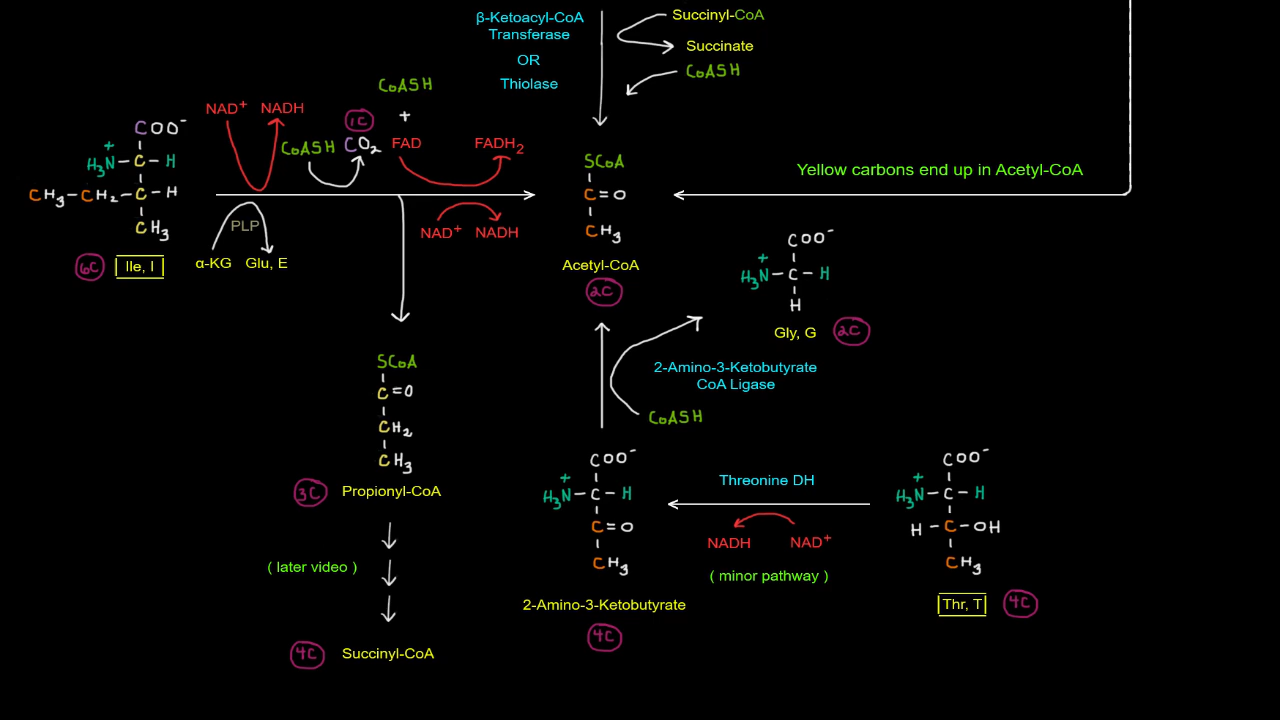 β-Ketoacyl-CoA
Transferase
OR
Thiolase
Succinyl-CoA
Succinate
CoASH
CoASH
+
NAD⁺ NADH
CoASH
1C
CO₂
FAD FADH₂
COO⁻
+
H₃N-C-H
CH₃-CH₂-C-H
CH₃
6C
Ile, I
PLP
α-KG Glu, E
NAD⁺ NADH
SCoA
C=O
CH₃
Acetyl-CoA
2C
Yellow carbons end up in Acetyl-CoA
COO⁻
+
H₃N-C-H
H
Gly, G
2C
2-Amino-3-Ketobutyrate
CoA Ligase
CoASH
SCoA
C=O
CH₂
CH₃
3C
Propionyl-CoA
( later video )
4C
Succinyl-CoA
COO⁻
+
H₃N-C-H
C=O
CH₃
2-Amino-3-Ketobutyrate
4C
Threonine DH
NADH NAD⁺
( minor pathway )
COO⁻
+
H₃N-C-H
H-C-OH
CH₃
Thr, T
4C